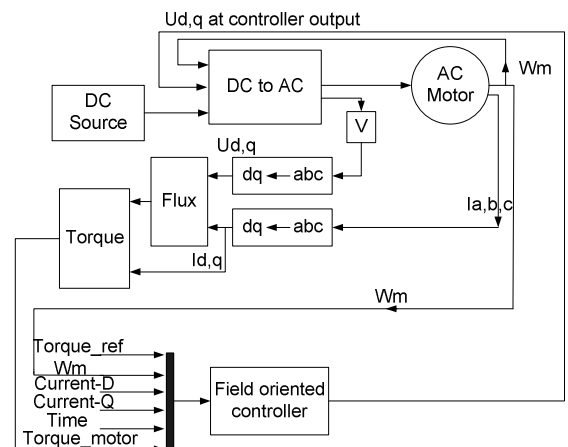 Ud,q at controller output
Wm
AC
Motor
DC to AC
DC
Source
V
Ud,q
dq abc
Flux
Ia,b,c
dq abc
Torque
Id,q
Wm
Torque_ref
Wm
Current-D
Current-Q
Time
Torque_motor
Field oriented
controller